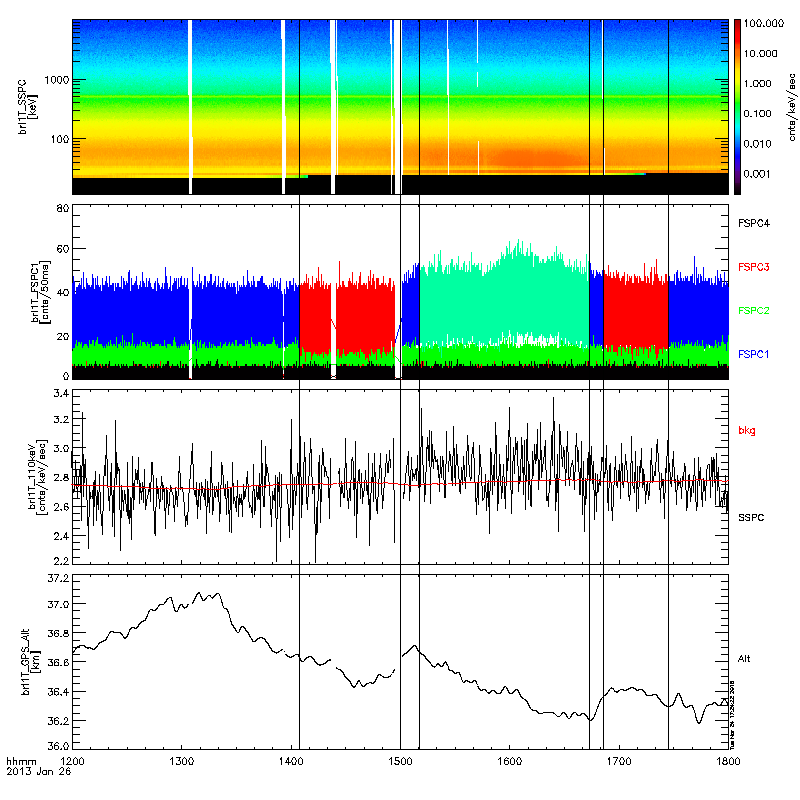 brl1T_SSPC
[keV]
1000
100
100.000
10.000
1.000
0.100
0.010
0.001
cnts/keV/sec
brl1T_FSPC1
[cnts/50ms]
80
60
40
20
0
FSPC4
FSPC3
FSPC2
FSPC1
brl1T_110keV
[cnts/keV/sec]
3.4
3.2
3.0
2.8
2.6
2.4
2.2
bkg
SSPC
brl1T_GPS_Alt
[km]
37.2
37.0
36.8
36.6
36.4
36.2
36.0
Alt
hhmm
1200 1300 1400 1500 1600 1700 1800
2013 Jan 26